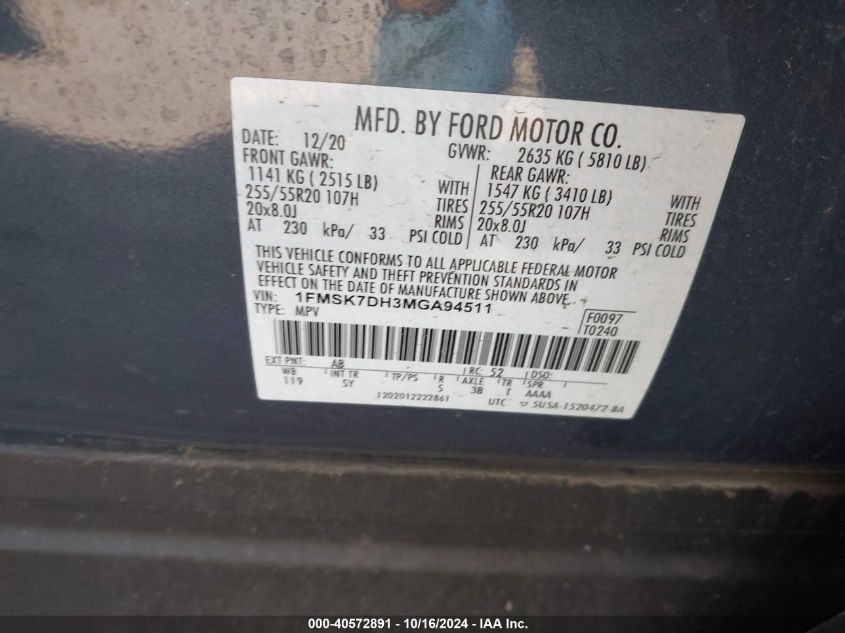 MFD. BY FORD MOTOR CO.
DATE: 12/20 GVWR: 2635 KG ( 5810 LB)
FRONT GAWR: REAR GAWR:
1141 KG ( 2515 LB) WITH 1547 KG ( 3410 LB) WITH
255/55R20 107H TIRES 255/55R20 107H TIRES
20x8.0J RIMS 20x8.0J RIMS
AT 230 kPa/ 33 PSI COLD AT 230 kPa/ 33 PSI COLD
THIS VEHICLE CONFORMS TO ALL APPLICABLE FEDERAL MOTOR
VEHICLE SAFETY AND THEFT PREVENTION STANDARDS IN
EFFECT ON THE DATE OF MANUFACTURE SHOWN ABOVE.
VIN: 1FMSK7DH3MGA94511 F0097
TYPE: MPV T0240
EXT PNT: AB RC: 52 DSO:
WB INT TR TP/PS R AXLE TR SPR
119 SY S 3B T AAAA
1202012222861 UTC ▽ 5U5A-1520472-BA
000-40572891 - 10/16/2024 - IAAI Inc.